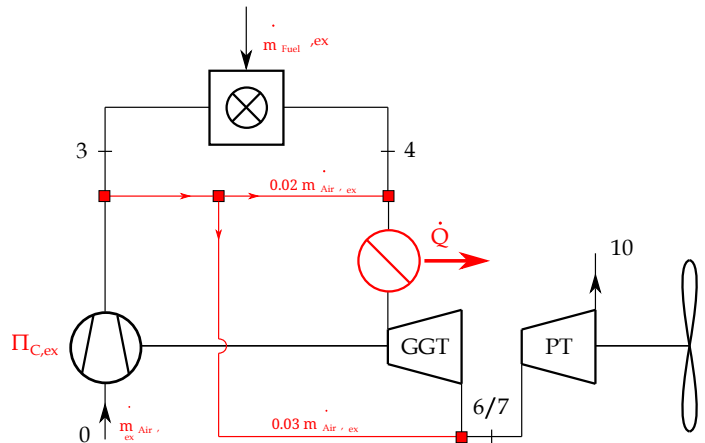 ṁ Fuel ,ex
3
4
0.02 ṁ Air , ex
Q̇
10
Π C,ex
GGT
PT
6/7
0
ṁ Air ,
ex
0.03 ṁ Air , ex